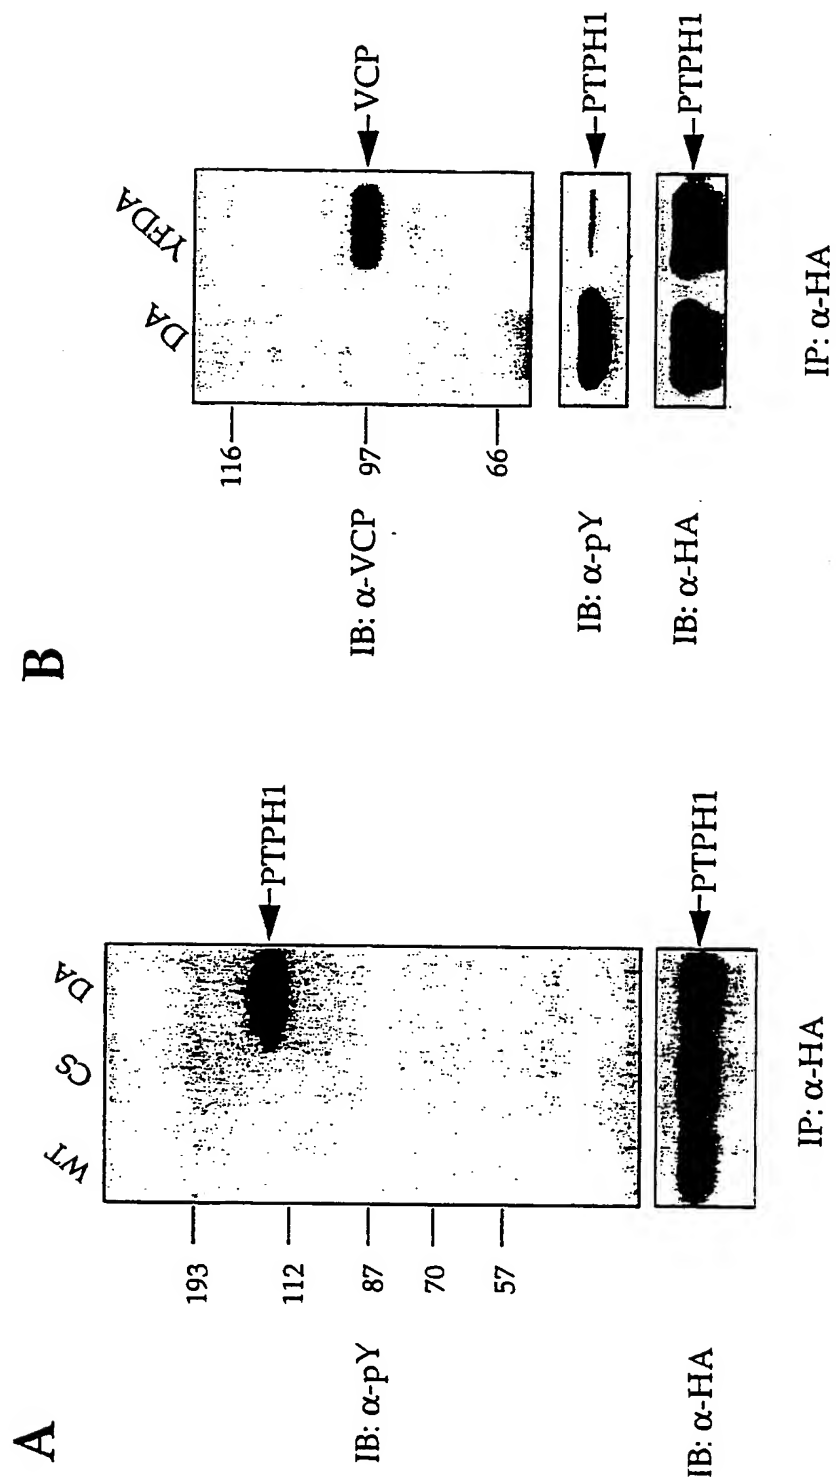 A
WT
CS
DA
193
112
87
70
57
IB: α-pY
PTPH1
IB: α-HA
PTPH1
IP: α-HA
B
DA
YFDA
116
97
66
IB: α-VCP
VCP
IB: α-pY
PTPH1
IB: α-HA
PTPH1
IP: α-HA